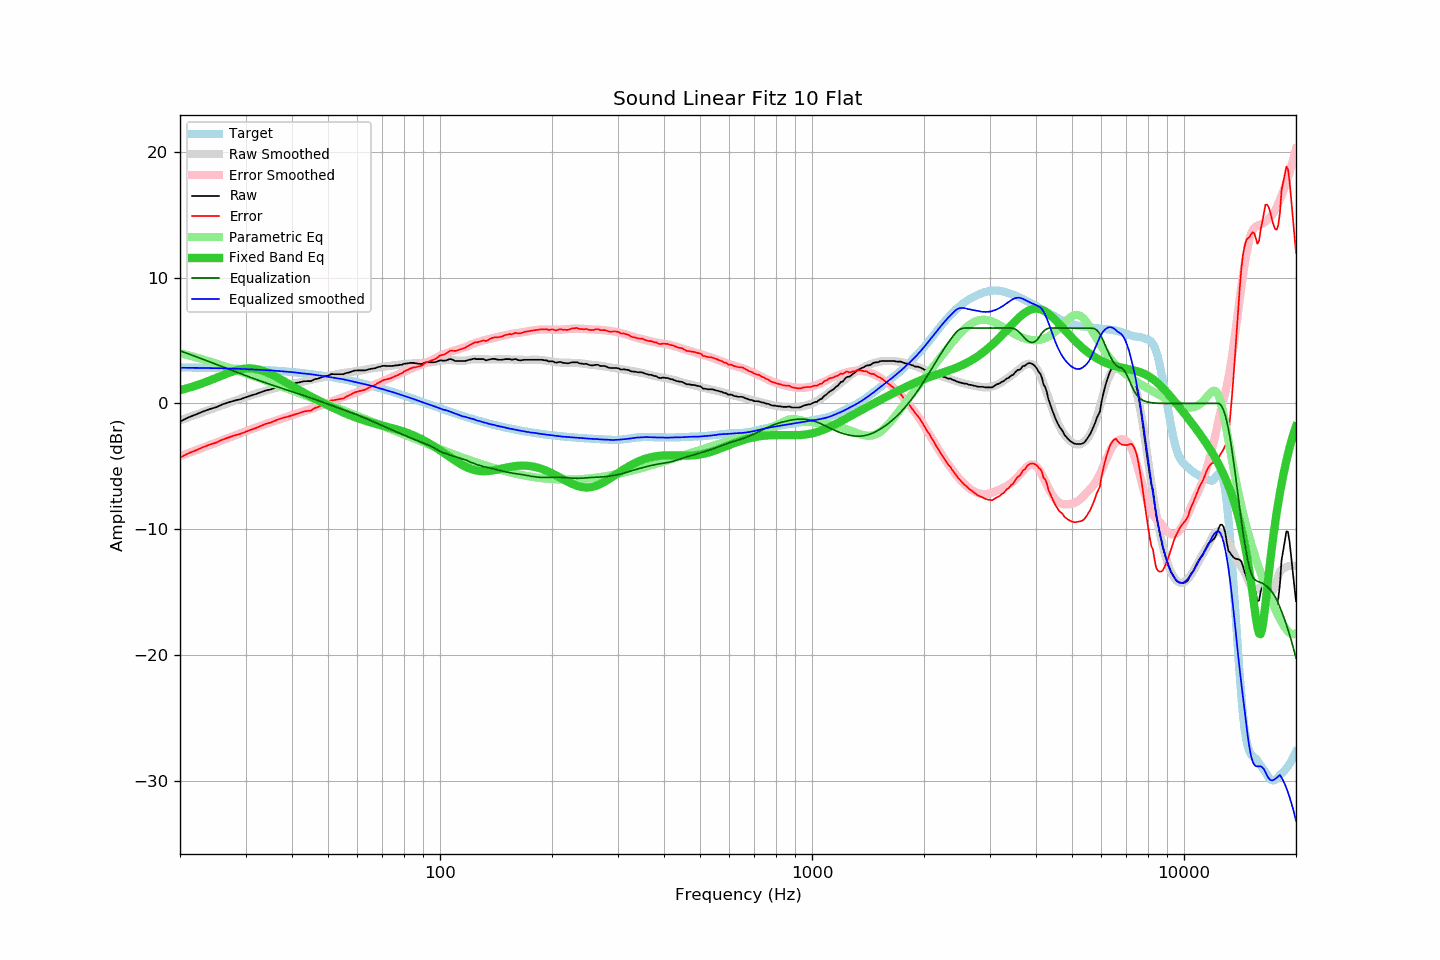 Sound Linear Fitz 10 Flat
Target
Raw Smoothed
Error Smoothed
Raw
Error
Parametric Eq
Fixed Band Eq
Equalization
Equalized smoothed
20
10
0
−10
−20
−30
Amplitude (dBr)
100
1000
10000
Frequency (Hz)